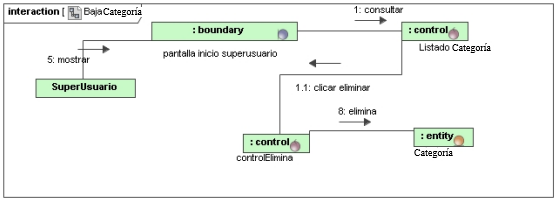 interaction [ BajaCategoría
1: consultar
: boundary
: control
pantalla inicio superusuario
Listado Categoría
5: mostrar
SuperUsuario
1.1: clicar eliminar
8: elimina
: control
: entity
controlElimina
Categoría